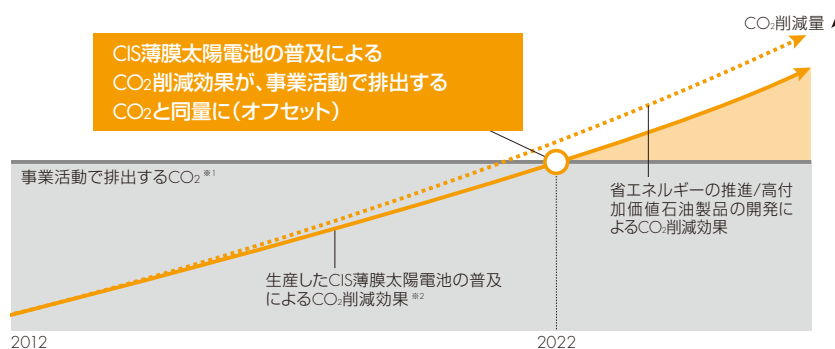 CO2削減量
CIS薄膜太陽電池の普及による
CO2削減効果が、事業活動で排出する
CO2と同量に(オフセット)
事業活動で排出するCO2 ※1
省エネルギーの推進/高付
加価値石油製品の開発に
よるCO2削減効果
生産したCIS薄膜太陽電池の普及
によるCO2削減効果 ※2
2012
2022